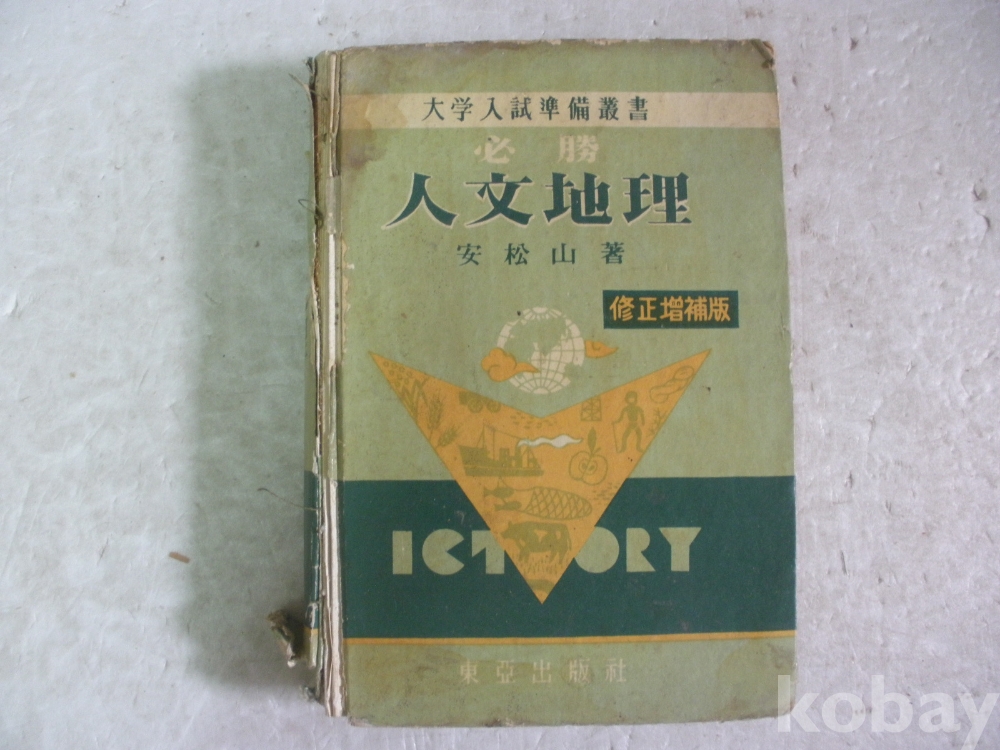 大学入試準備叢書
必勝
人文地理
安松山著
修正增補版
ICTORY
東亞出版社
kobay